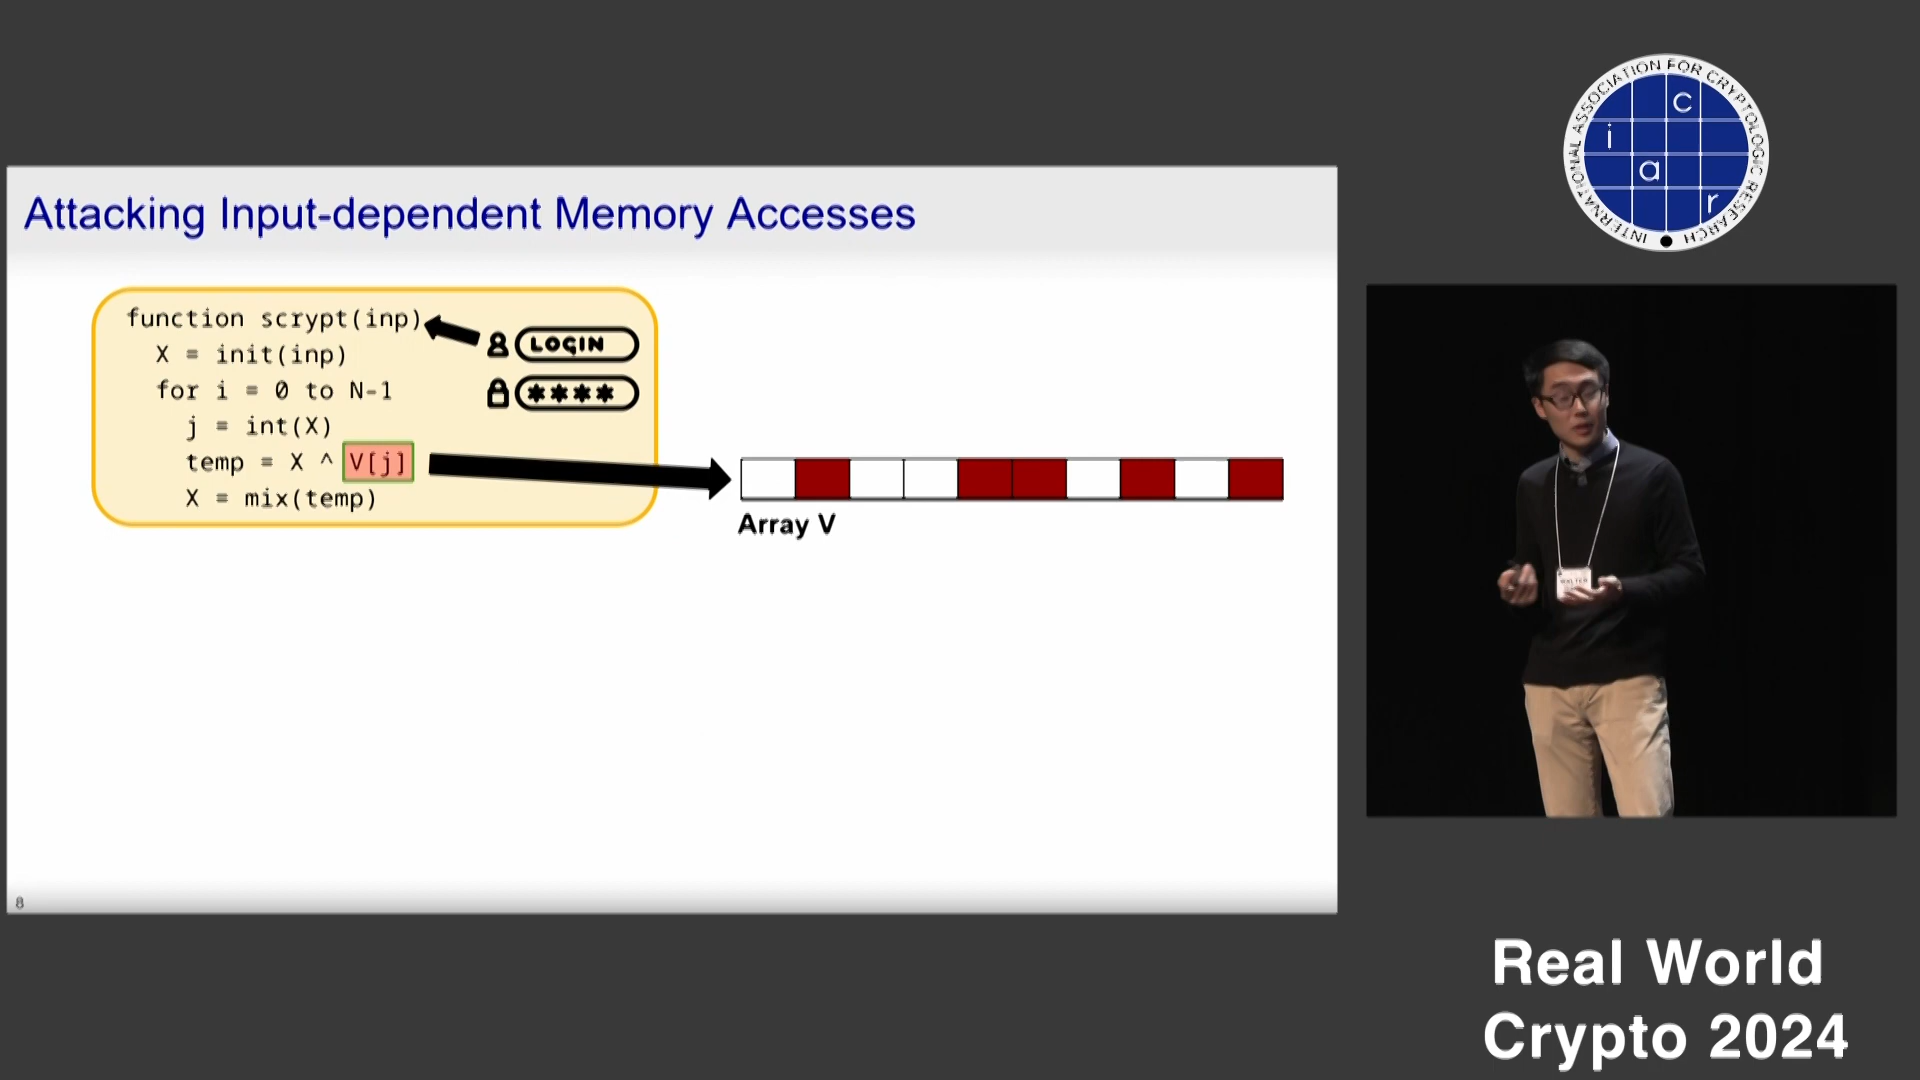 Attacking Input-dependent Memory Accesses
function scrypt(inp)
X = init(inp)
for i = 0 to N-1
j = int(X)
temp = X ^ V[j]
X = mix(temp)
LOGIN
****
Array V
8
INTERNATIONAL ASSOCIATION FOR CRYPTOLOGIC RESEARCH
i a c r
WALTER
Real World
Crypto 2024